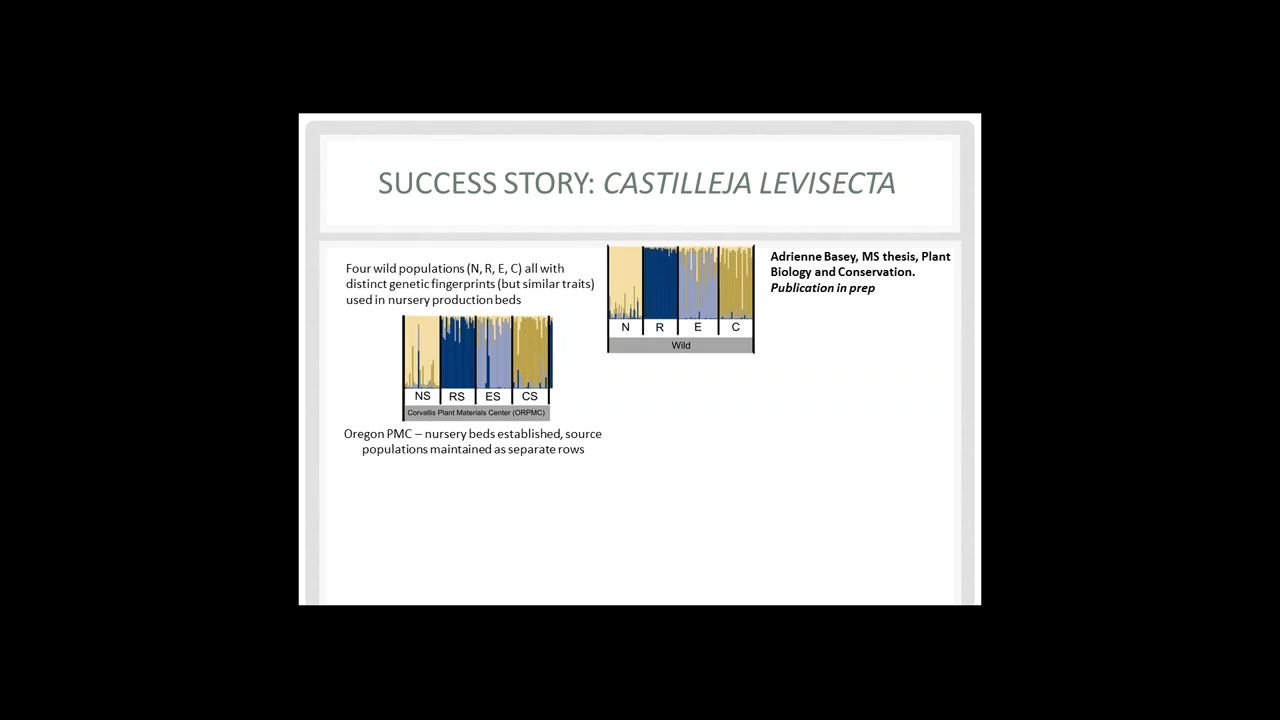 SUCCESS STORY: CASTILLEJA LEVISECTA
Four wild populations (N, R, E, C) all with
distinct genetic fingerprints (but similar traits)
used in nursery production beds
N R E C
Wild
Adrienne Basey, MS thesis, Plant
Biology and Conservation.
Publication in prep
NS RS ES CS
Corvallis Plant Materials Center (ORPMC)
Oregon PMC – nursery beds established, source
populations maintained as separate rows